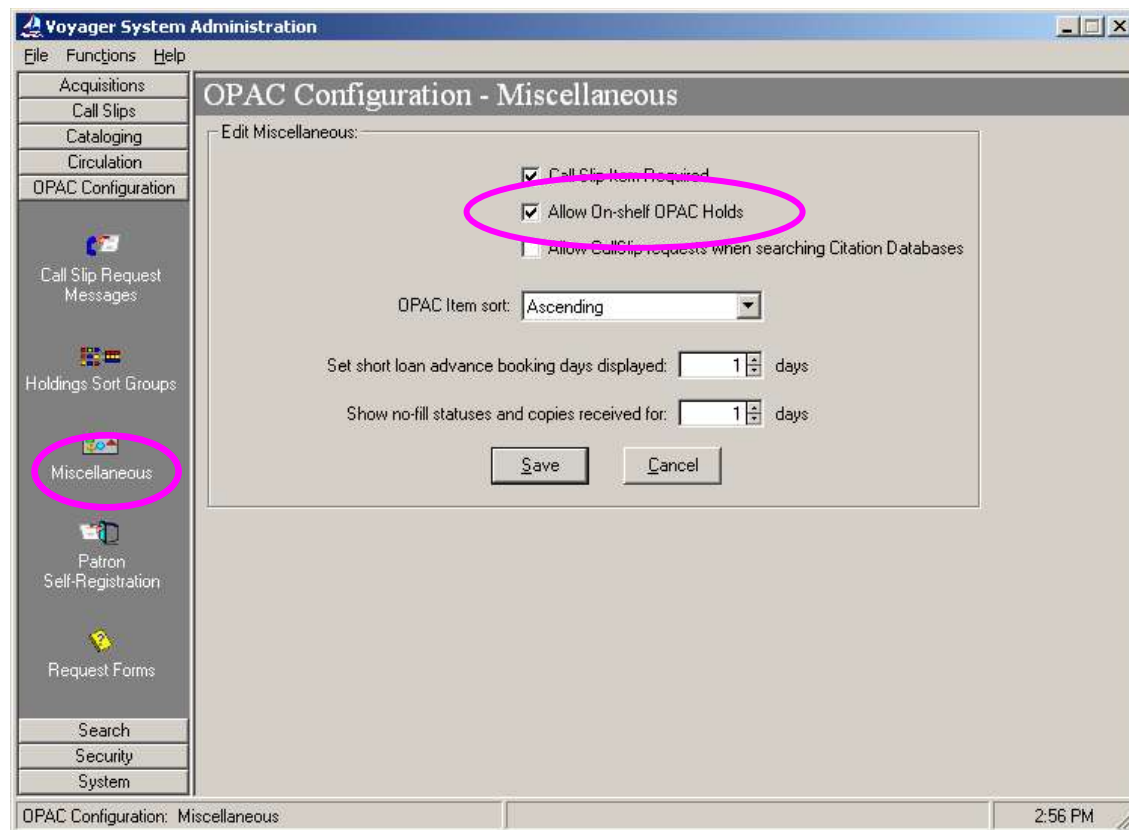 Voyager System Administration
File Functions Help
Acquisitions
Call Slips
Cataloging
Circulation
OPAC Configuration
Call Slip Request
Messages
Holdings Sort Groups
Miscellaneous
Patron
Self-Registration
Request Forms
Search
Security
System
OPAC Configuration - Miscellaneous
Edit Miscellaneous:
Call Slip Item Required
Allow On-shelf OPAC Holds
Allow CallSlip requests when searching Citation Databases
OPAC Item sort: Ascending
Set short loan advance booking days displayed: 1 days
Show no-fill statuses and copies received for: 1 days
Save Cancel
OPAC Configuration: Miscellaneous 2:56 PM